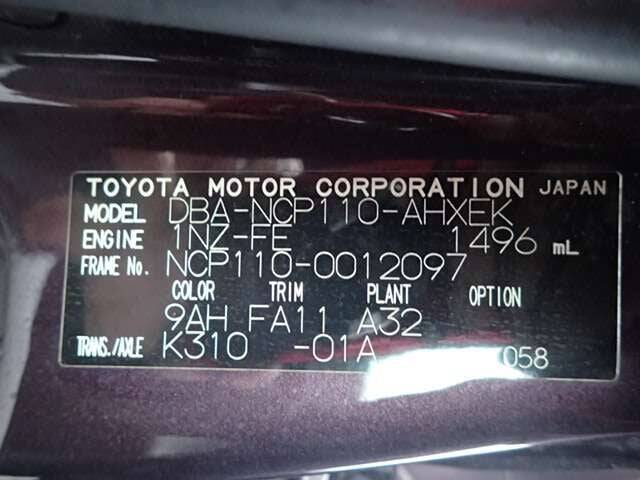 TOYOTA MOTOR CORPORATION JAPAN
MODEL DBA-NCP110-AHXEK
ENGINE 1NZ-FE 1496 mL
FRAME No. NCP110-0012097
COLOR TRIM PLANT OPTION
9AH FA11 A32
TRANS./AXLE K310 -01A 058